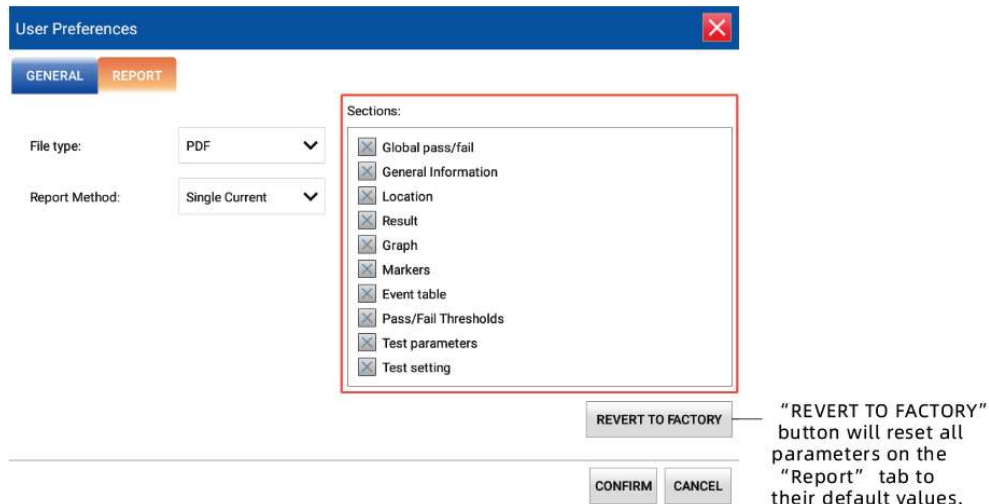 User Preferences
GENERAL
REPORT
Sections:
File type:
PDF
Report Method:
Single Current
Global pass/fail
General Information
Location
Result
Graph
Markers
Event table
Pass/Fail Thresholds
Test parameters
Test setting
REVERT TO FACTORY
“REVERT TO FACTORY”
button will reset all
parameters on the
“Report” tab to
their default values.
CONFIRM
CANCEL